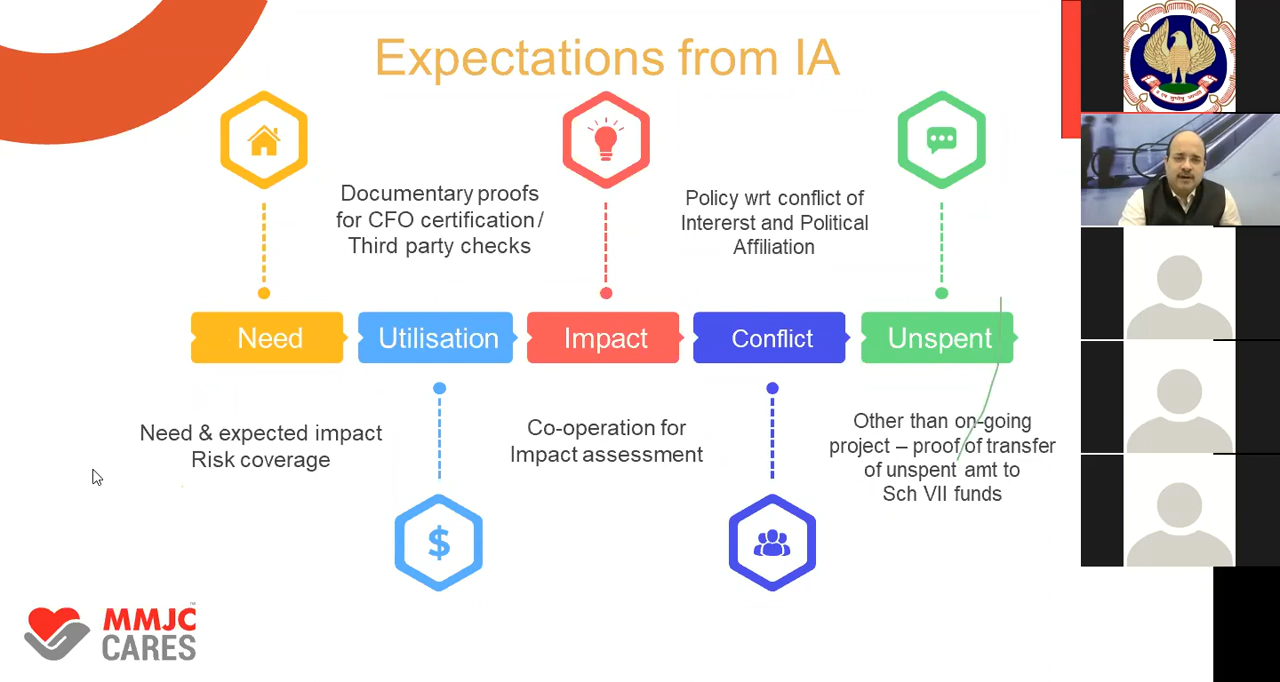 Expectations from IA
Documentary proofs
for CFO certification/
Third party checks
Policy wrt conflict of
Intererst and Political
Affiliation
Need
Utilisation
Impact
Conflict
Unspent
Need & expected impact
Risk coverage
Co-operation for
Impact assessment
Other than on-going
project – proof of transfer
of unspent amt to
Sch VII funds
$
MMJC
CARES